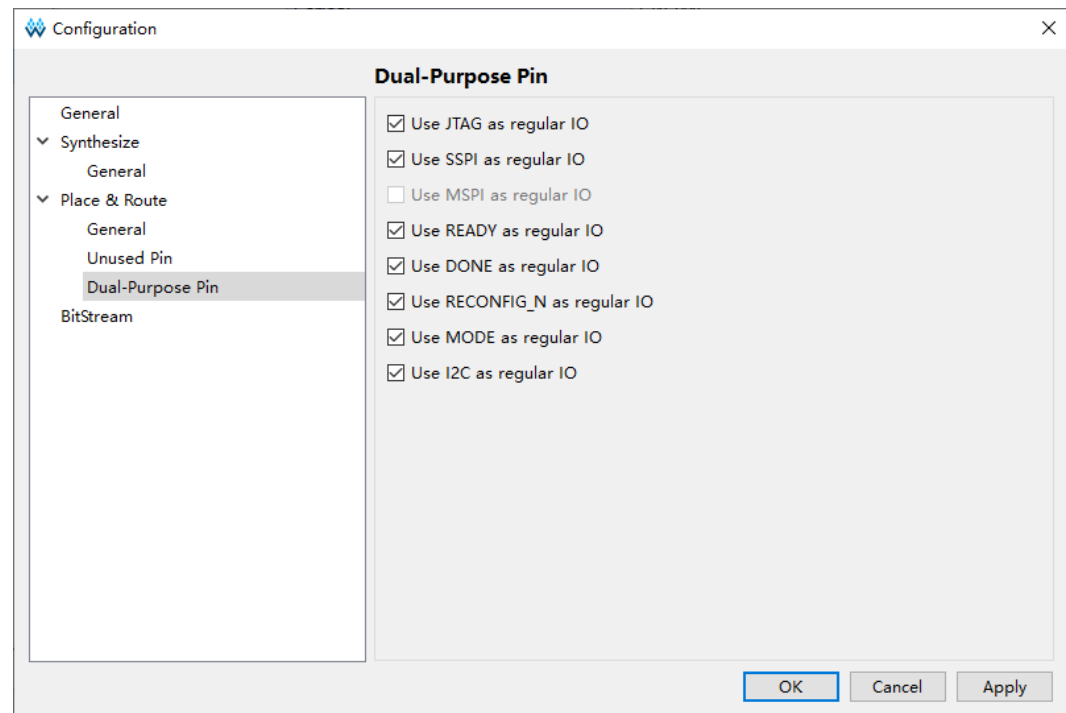 Configuration
Dual-Purpose Pin
General
Synthesize
General
Place & Route
General
Unused Pin
Dual-Purpose Pin
BitStream
Use JTAG as regular IO
Use SSPI as regular IO
Use MSPI as regular IO
Use READY as regular IO
Use DONE as regular IO
Use RECONFIG_N as regular IO
Use MODE as regular IO
Use I2C as regular IO
OK Cancel Apply